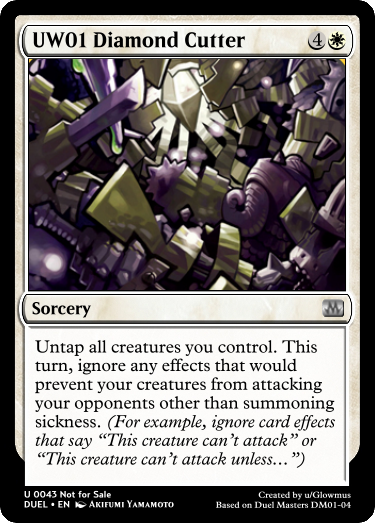 UW01 Diamond Cutter 4
Sorcery M
Untap all creatures you control. This
turn, ignore any effects that would
prevent your creatures from attacking
your opponents other than summoning
sickness. (For example, ignore card effects
that say “This creature can’t attack” or
“This creature can’t attack unless…”)
U 0043 Not for Sale
DUEL • EN Akifumi Yamamoto
Created by u/Glowmus
Based on Duel Masters DM01-04